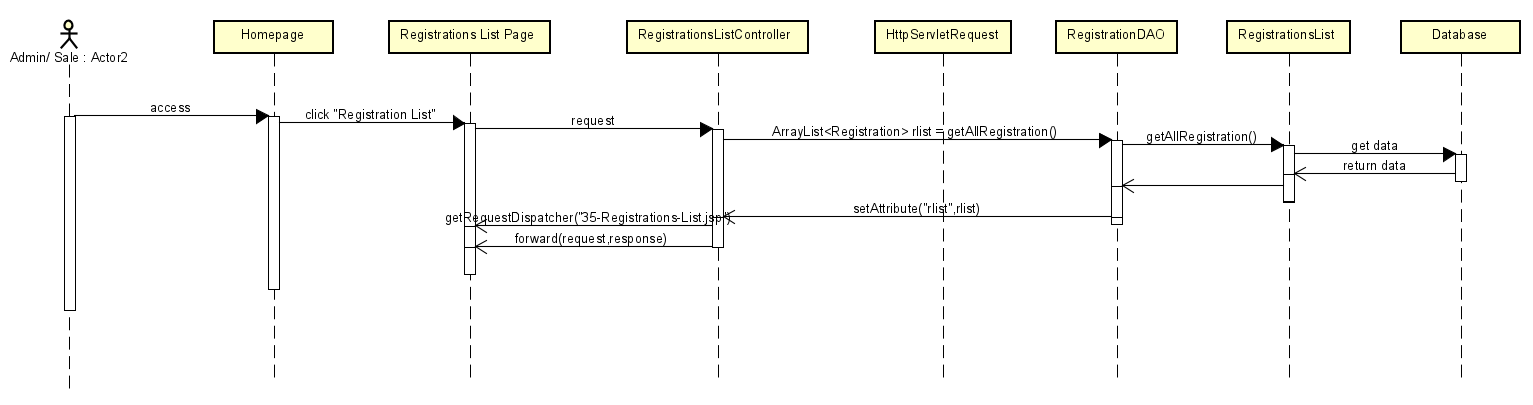 Homepage
Registrations List Page
RegistrationsListController
HttpServletRequest
RegistrationDAO
RegistrationsList
Database
Admin/ Sale : Actor2
access
click "Registration List"
request
ArrayList<Registration> rlist = getAllRegistration()
getAllRegistration()
get data
return data
setAttribute("rlist",rlist)
getRequestDispatcher("35-Registrations-List.jsp")
forward(request,response)